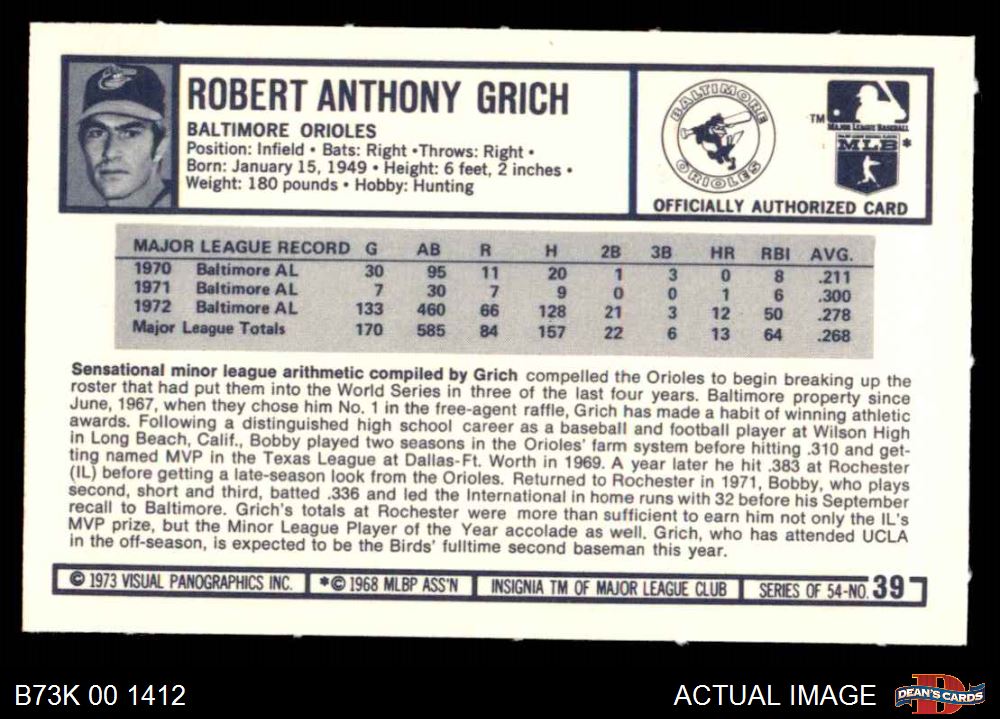 ROBERT ANTHONY GRICH
BALTIMORE ORIOLES
Position: Infield • Bats: Right •Throws: Right •
Born: January 15, 1949 • Height: 6 feet, 2 inches •
Weight: 180 pounds • Hobby: Hunting
BALTIMORE
ORIOLES
TM
MAJOR LEAGUE BASEBALL
MLB*
OFFICIALLY AUTHORIZED CARD
MAJOR LEAGUE RECORD G AB R H 2B 3B HR RBI AVG.
1970 Baltimore AL 30 95 11 20 1 3 0 8 .211
1971 Baltimore AL 7 30 7 9 0 0 1 6 .300
1972 Baltimore AL 133 460 66 128 21 3 12 50 .278
Major League Totals 170 585 84 157 22 6 13 64 .268
Sensational minor league arithmetic compiled by Grich compelled the Orioles to begin breaking up the
roster that had put them into the World Series in three of the last four years. Baltimore property since
June, 1967, when they chose him No. 1 in the free-agent raffle, Grich has made a habit of winning athletic
awards. Following a distinguished high school career as a baseball and football player at Wilson High
in Long Beach, Calif., Bobby played two seasons in the Orioles' farm system before hitting .310 and get-
ting named MVP in the Texas League at Dallas-Ft. Worth in 1969. A year later he hit .383 at Rochester
(IL) before getting a late-season look from the Orioles. Returned to Rochester in 1971, Bobby, who plays
second, short and third, batted .336 and led the International in home runs with 32 before his September
recall to Baltimore. Grich's totals at Rochester were more than sufficient to earn him not only the IL's
MVP prize, but the Minor League Player of the Year accolade as well. Grich, who has attended UCLA
in the off-season, is expected to be the Birds' fulltime second baseman this year.
© 1973 VISUAL PANOGRAPHICS INC. *© 1968 MLBP ASS'N INSIGNIA TM OF MAJOR LEAGUE CLUB SERIES OF 54-NO. 39
B73K 00 1412 ACTUAL IMAGE DEAN'S CARDS